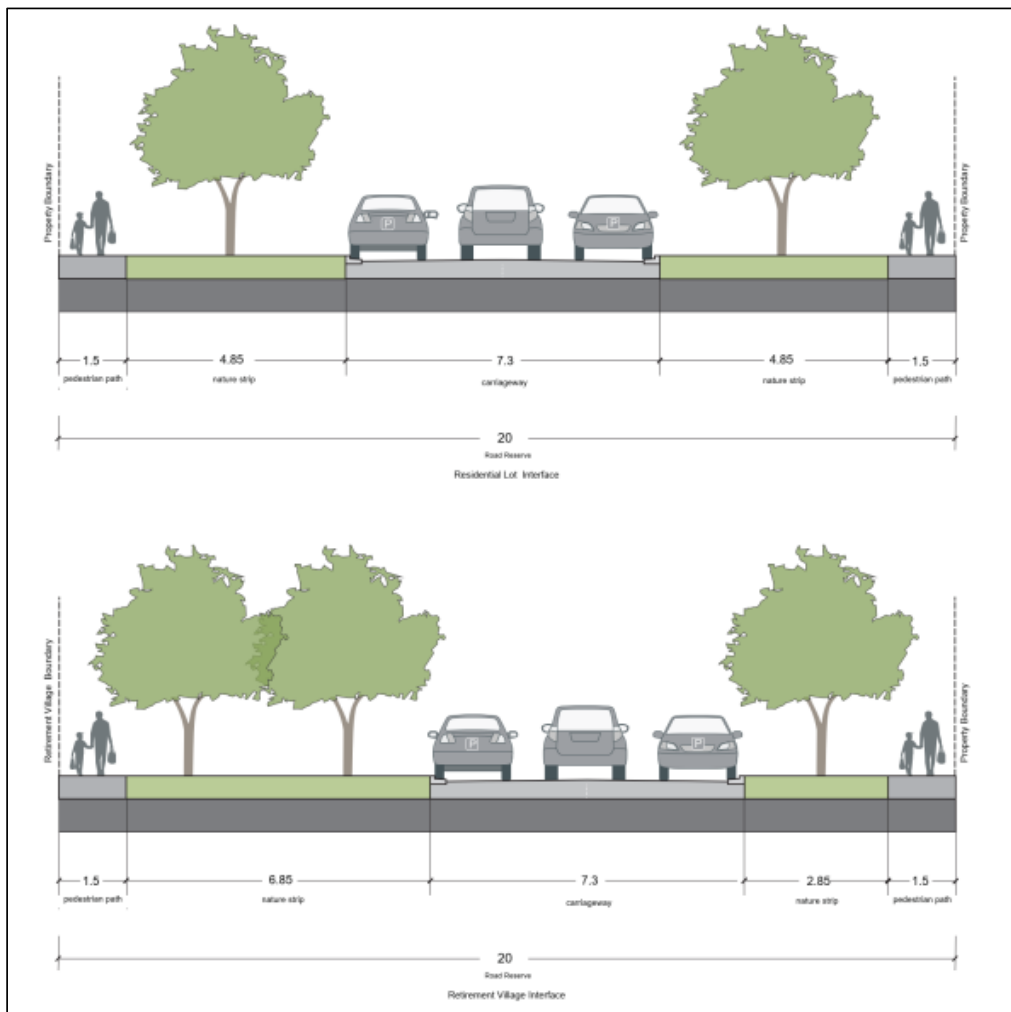 Property Boundary
Property Boundary
P
P
1.5
4.85
7.3
4.85
1.5
pedestrian path
nature strip
carriageway
nature strip
pedestrian path
20
Road Reserve
Residential Lot Interface
Retirement Village Boundary
Property Boundary
P
P
1.5
6.85
7.3
2.85
1.5
pedestrian path
nature strip
carriageway
nature strip
pedestrian path
20
Road Reserve
Retirement Village Interface